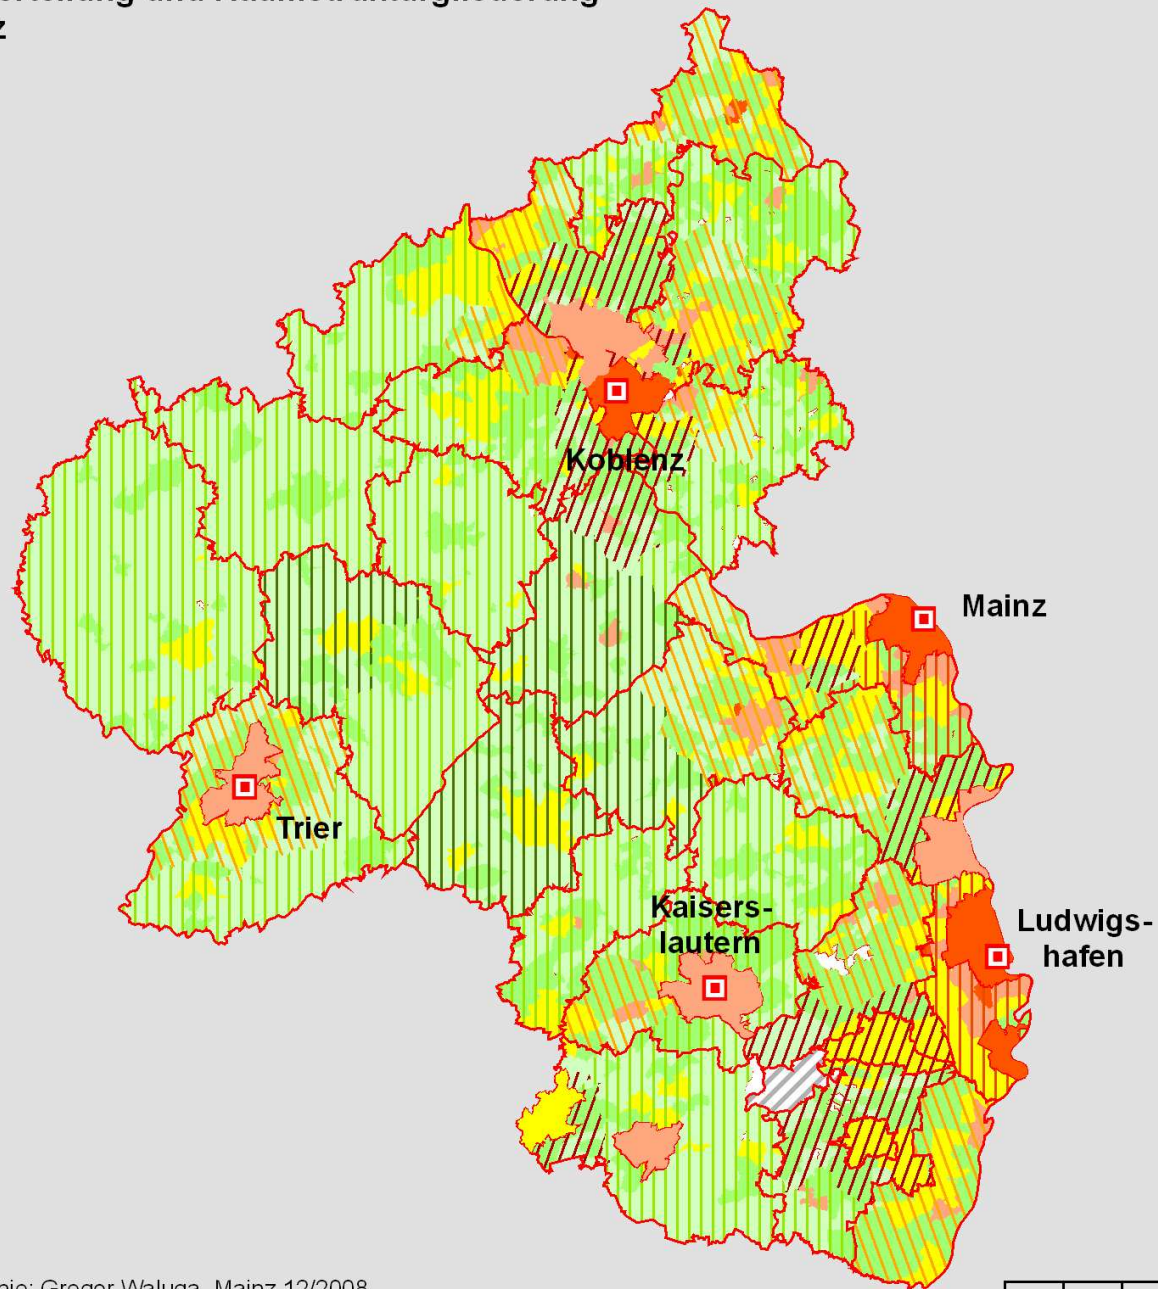 z
Koblenz
Mainz
Trier
Kaisers-
lautern
Ludwigs-
hafen
Gregor Waluga, Mainz 12/2008